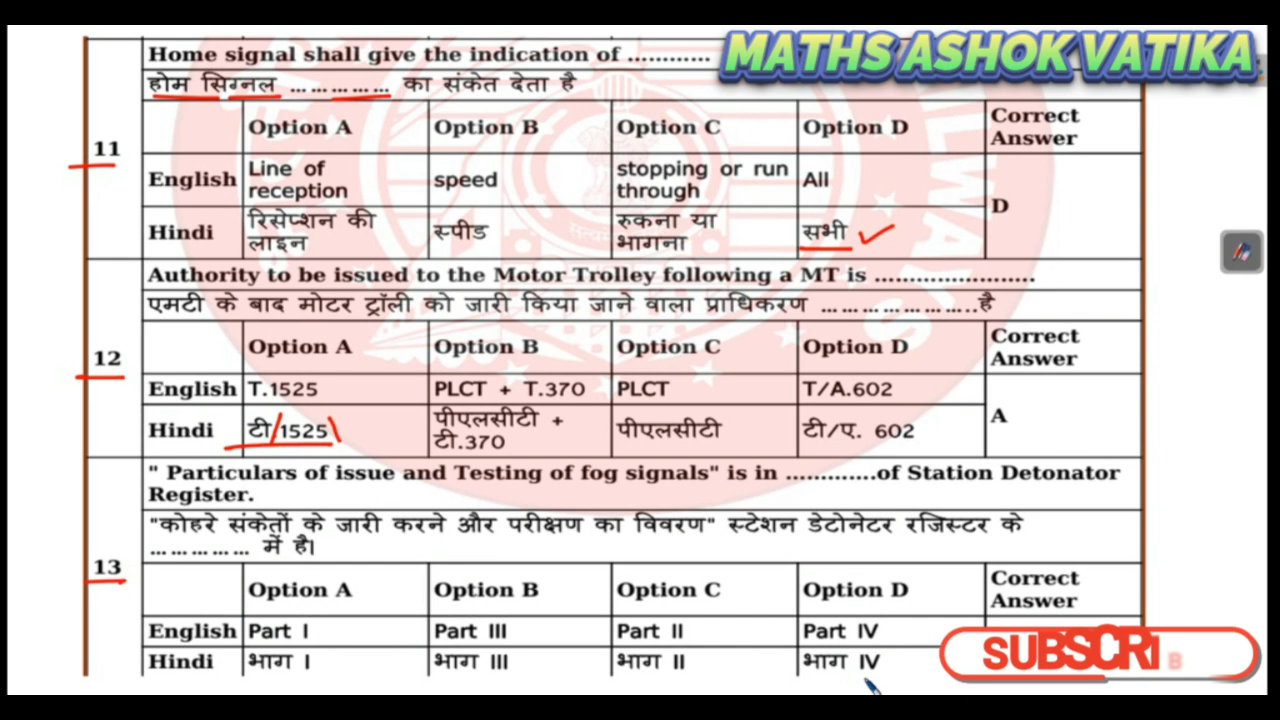 MATHS ASHOK VATIKA
Home signal shall give the indication of ............
होम सिग्नल ... ... ... ... ... का संकेत देता है
11
Option A Option B Option C Option D Correct Answer
English Line of reception speed stopping or run through All
D
Hindi रिसेप्शन की लाइन स्पीड रुकना या भागना सभी
Authority to be issued to the Motor Trolley following a MT is .......................
एमटी के बाद मोटर ट्रॉली को जारी किया जाने वाला प्राधिकरण ... ... ... ... ... ...है
12
Option A Option B Option C Option D Correct Answer
English T.1525 PLCT + T.370 PLCT T/A.602
A
Hindi टी/1525 पीएलसीटी + टी.370 पीएलसीटी टी/ए. 602
" Particulars of issue and Testing of fog signals" is in .............of Station Detonator
Register.
"कोहरे संकेतों के जारी करने और परीक्षण का विवरण" स्टेशन डेटोनेटर रजिस्टर के
... ... ... ... ... में है।
13
Option A Option B Option C Option D Correct Answer
English Part I Part III Part II Part IV
Hindi भाग I भाग III भाग II भाग IV
SUBSCRI B